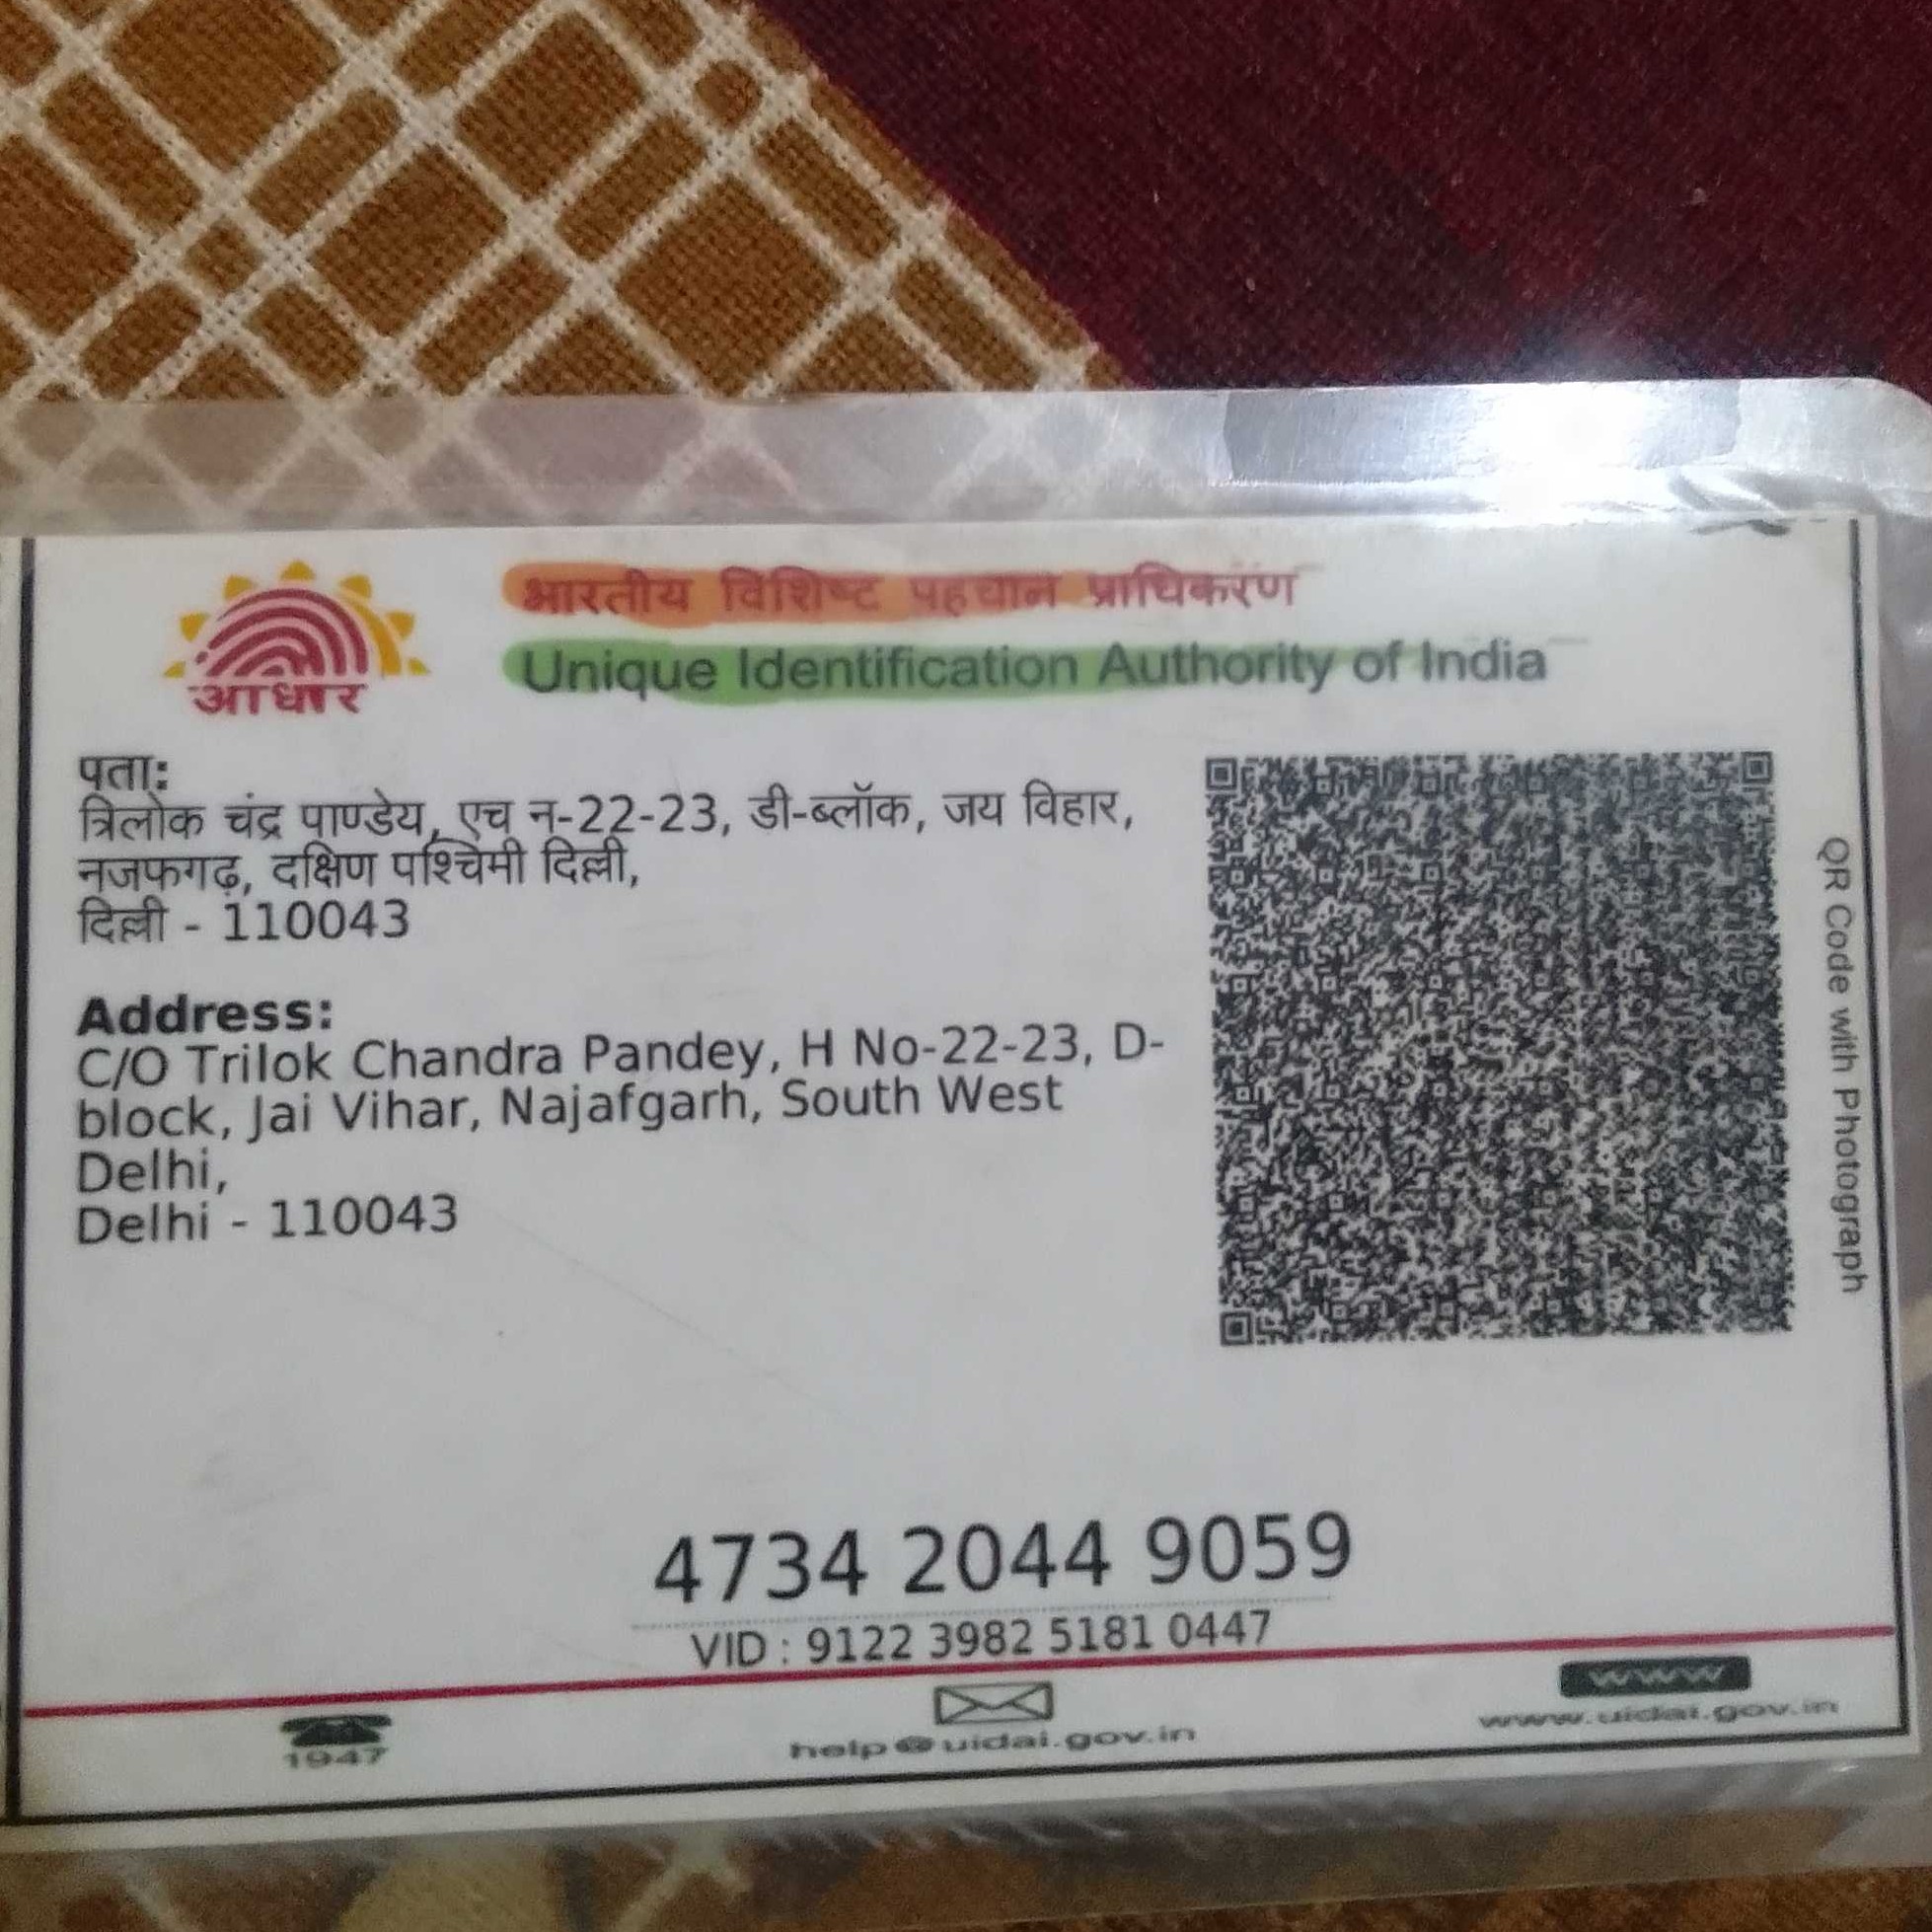 आधार
भारतीय विशिष्ट पहचान प्राधिकरण
Unique Identification Authority of India
पता:
त्रिलोक चंद्र पाण्डेय, एच न-22-23, डी-ब्लॉक, जय विहार,
नजफगढ़, दक्षिण पश्चिमी दिल्ली,
दिल्ली - 110043
Address:
C/O Trilok Chandra Pandey, H No-22-23, D-
block, Jai Vihar, Najafgarh, South West
Delhi,
Delhi - 110043
QR Code with Photograph
4734 2044 9059
VID : 9122 3982 5181 0447
1947
help@uidai.gov.in
www
www.uidai.gov.in